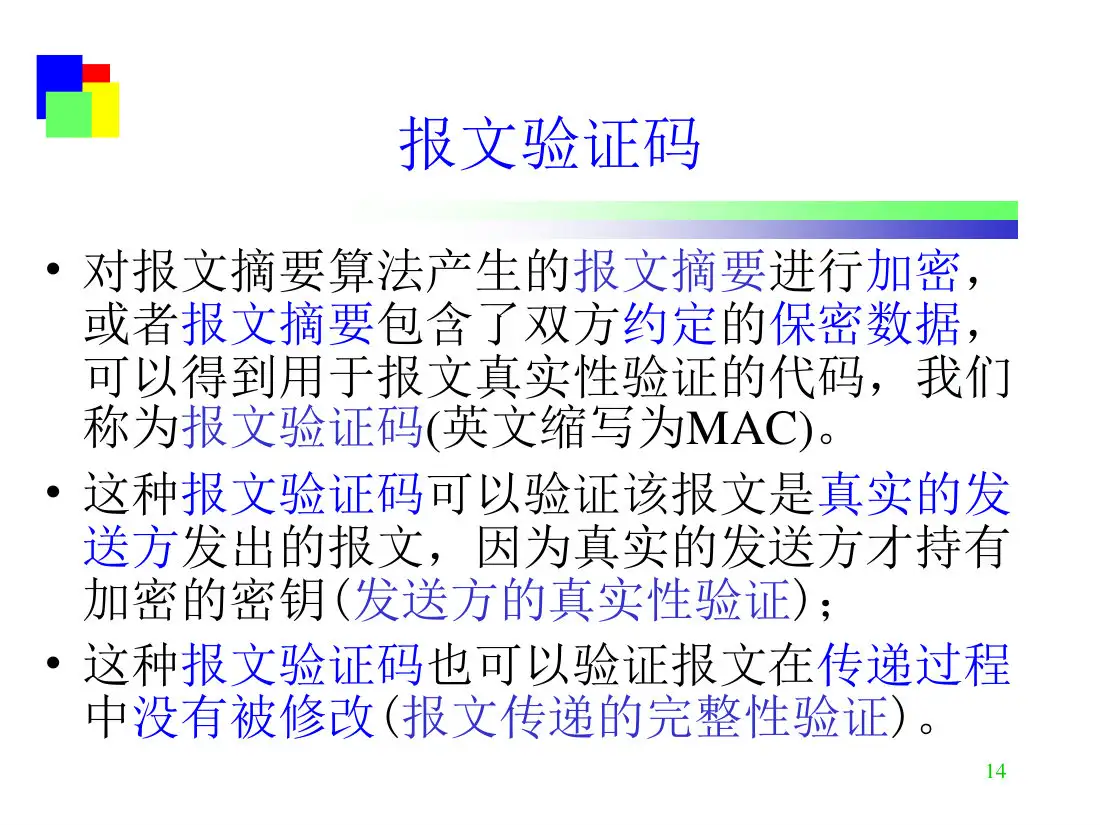 报文验证码
• 对报文摘要算法产生的报文摘要进行加密，
或者报文摘要包含了双方约定的保密数据，
可以得到用于报文真实性验证的代码，我们
称为报文验证码(英文缩写为MAC)。
• 这种报文验证码可以验证该报文是真实的发
送方发出的报文，因为真实的发送方才持有
加密的密钥(发送方的真实性验证)；
• 这种报文验证码也可以验证报文在传递过程
中没有被修改(报文传递的完整性验证)。
14